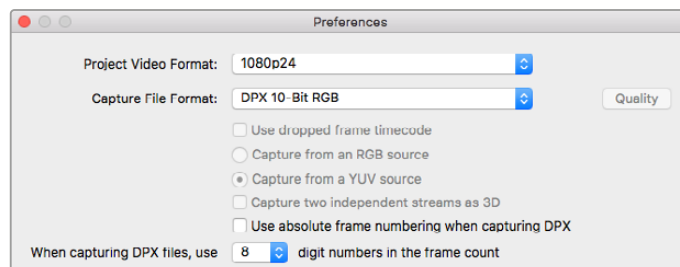 Preferences
Project Video Format: 1080p24
Capture File Format: DPX 10-Bit RGB Quality
Use dropped frame timecode
Capture from an RGB source
Capture from a YUV source
Capture two independent streams as 3D
Use absolute frame numbering when capturing DPX
When capturing DPX files, use 8 digit numbers in the frame count